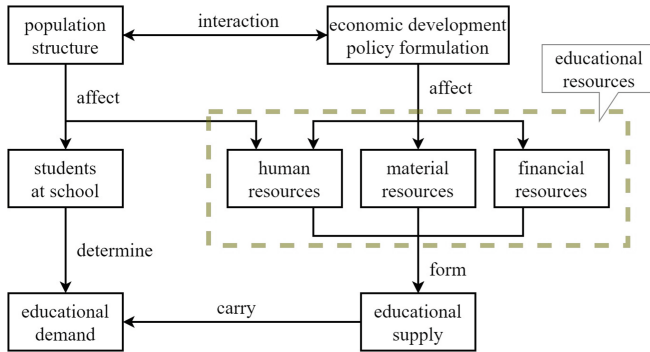 population
structure
interaction
economic development
policy formulation
educational
resources
affect
affect
students
at school
human
resources
material
resources
financial
resources
determine
form
educational
demand
carry
educational
supply